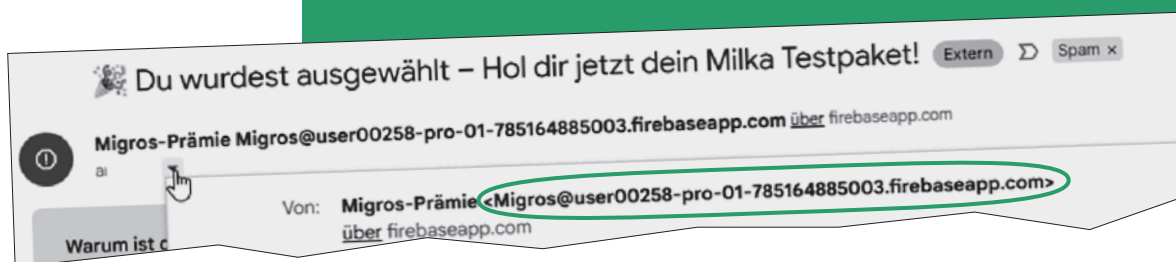 🎉 Du wurdest ausgewählt – Hol dir jetzt dein Milka Testpaket! Extern Spam ×
Migros-Prämie Migros@user00258-pro-01-785164885003.firebaseapp.com über firebaseapp.com
Von: Migros-Prämie <Migros@user00258-pro-01-785164885003.firebaseapp.com>
über firebaseapp.com
Warum ist